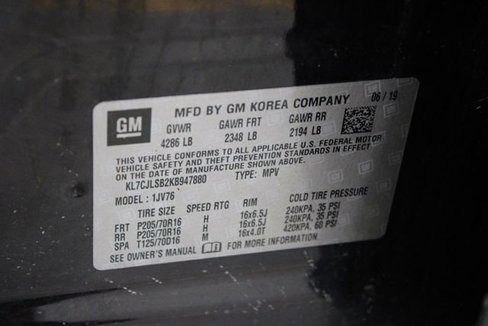 GM
MFD BY GM KOREA COMPANY 06 / 19
GVWR GAWR FRT GAWR RR
4286 LB 2348 LB 2194 LB
THIS VEHICLE CONFORMS TO ALL APPLICABLE U.S. FEDERAL MOTOR
VEHICLE SAFETY AND THEFT PREVENTION STANDARDS IN EFFECT
ON THE DATE OF MANUFACTURE SHOWN ABOVE.
KL7CJLSB2KB947880 TYPE: MPV
MODEL : 1JV76
TIRE SIZE SPEED RTG RIM COLD TIRE PRESSURE
FRT P205/70R16 H 16x6.5J 240KPA, 35 PSI
RR P205/70R16 H 16x6.5J 240KPA, 35 PSI
SPA T125/70D16 M 16x4.0T 420KPA, 60 PSI
SEE OWNER'S MANUAL FOR MORE INFORMATION.